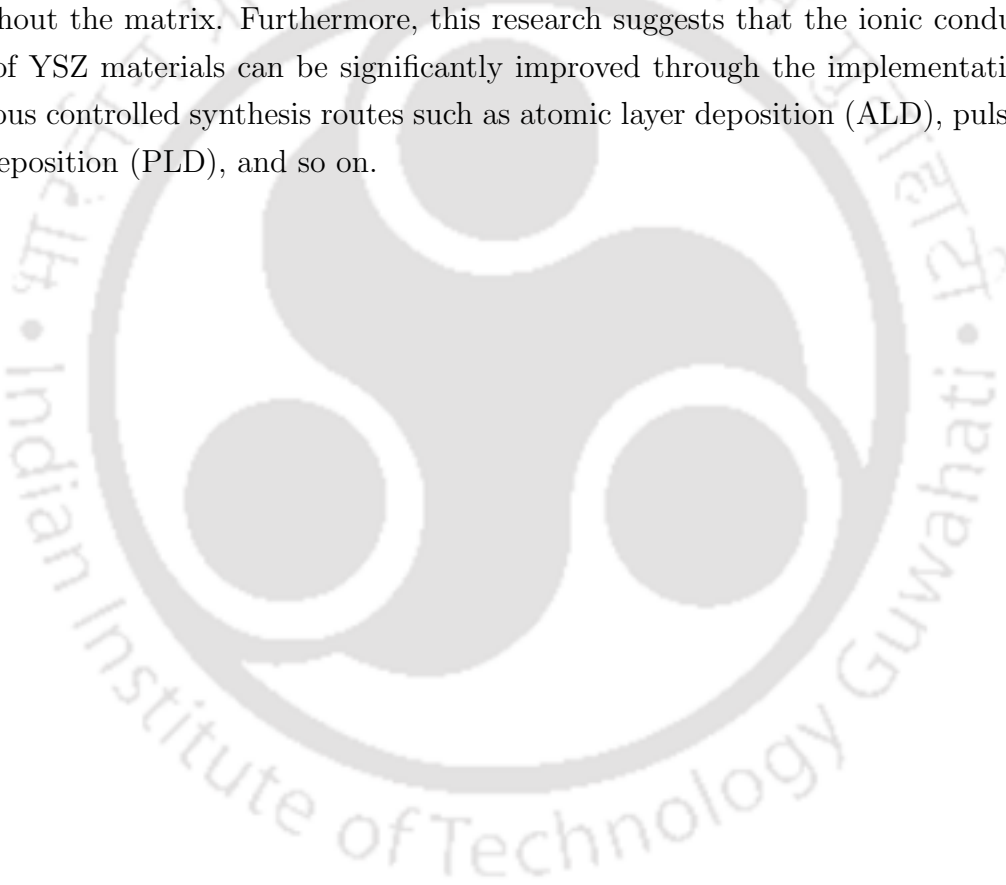 hout the matrix. Furthermore, this research suggests that the ionic condu
of YSZ materials can be significantly improved through the implementati
ous controlled synthesis routes such as atomic layer deposition (ALD), puls
eposition (PLD), and so on.
Indian Institute of Technology Guwahati